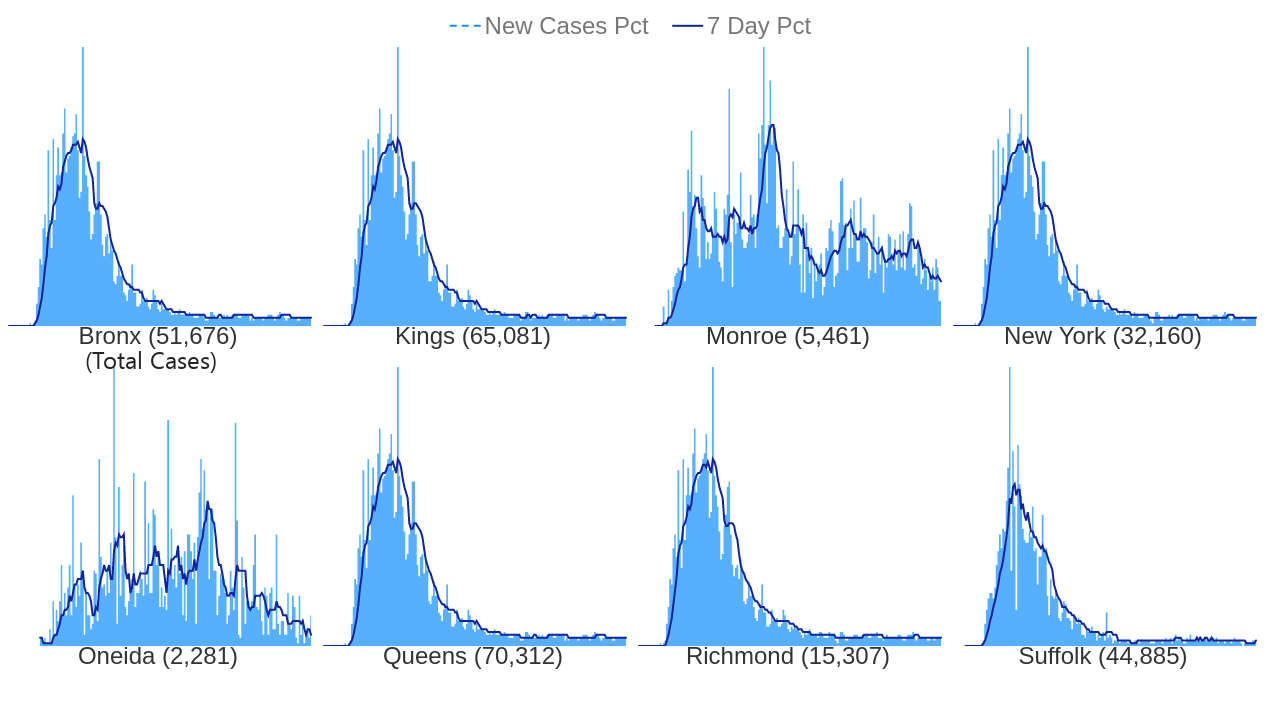 New Cases Pct 7 Day Pct
Bronx (51,676) Kings (65,081) Monroe (5,461) New York (32,160)
(Total Cases)
Oneida (2,281) Queens (70,312) Richmond (15,307) Suffolk (44,885)